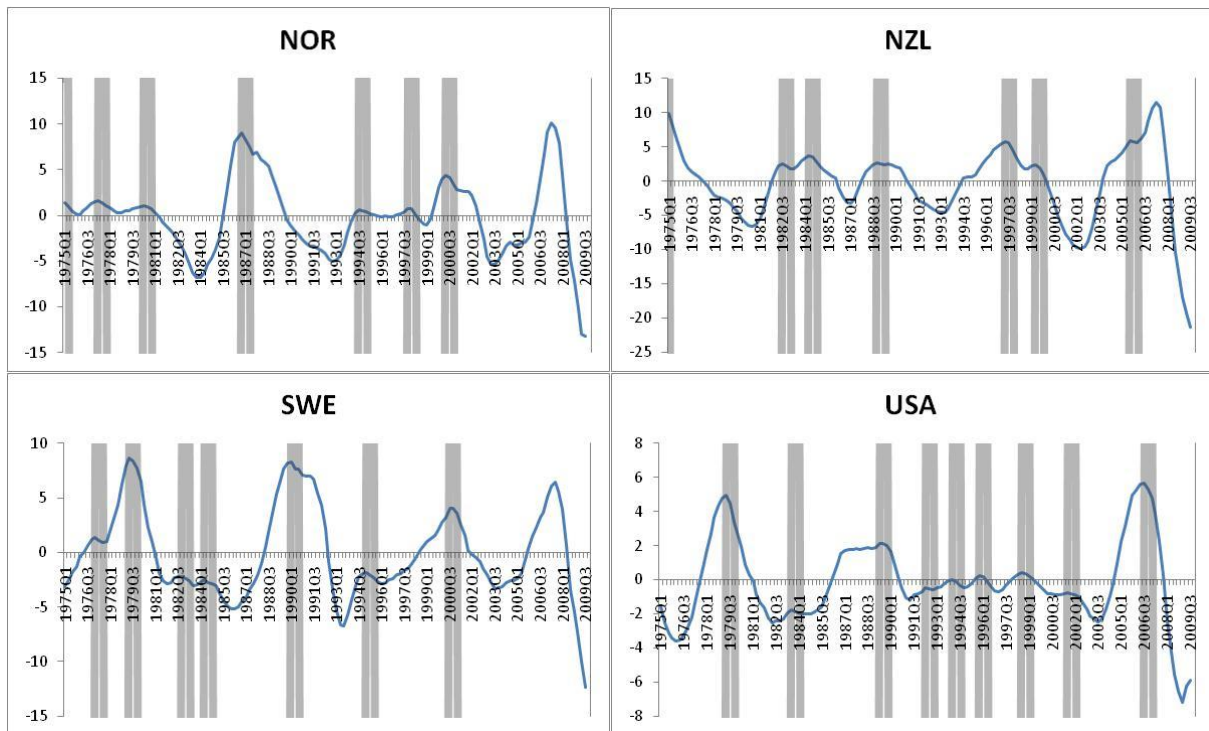 NOR
15
10
5
0
-5
-10
-15
1975Q1
1976Q3
1978Q1
1979Q3
1981Q1
1982Q3
1984Q1
1985Q3
1987Q1
1988Q3
1990Q1
1991Q3
1993Q1
1994Q3
1996Q1
1997Q3
1999Q1
2000Q3
2002Q1
2003Q3
2005Q1
2006Q3
2008Q1
2009Q3
NZL
15
10
5
0
-5
-10
-15
-20
-25
1975Q1
1976Q3
1978Q1
1979Q3
1981Q1
1982Q3
1984Q1
1985Q3
1987Q1
1988Q3
1990Q1
1991Q3
1993Q1
1994Q3
1996Q1
1997Q3
1999Q1
2000Q3
2002Q1
2003Q3
2005Q1
2006Q3
2008Q1
2009Q3
SWE
10
5
0
-5
-10
-15
1975Q1
1976Q3
1978Q1
1979Q3
1981Q1
1982Q3
1984Q1
1985Q3
1987Q1
1988Q3
1990Q1
1991Q3
1993Q1
1994Q3
1996Q1
1997Q3
1999Q1
2000Q3
2002Q1
2003Q3
2005Q1
2006Q3
2008Q1
2009Q3
USA
8
6
4
2
0
-2
-4
-6
-8
1975Q1
1976Q3
1978Q1
1979Q3
1981Q1
1982Q3
1984Q1
1985Q3
1987Q1
1988Q3
1990Q1
1991Q3
1993Q1
1994Q3
1996Q1
1997Q3
1999Q1
2000Q3
2002Q1
2003Q3
2005Q1
2006Q3
2008Q1
2009Q3